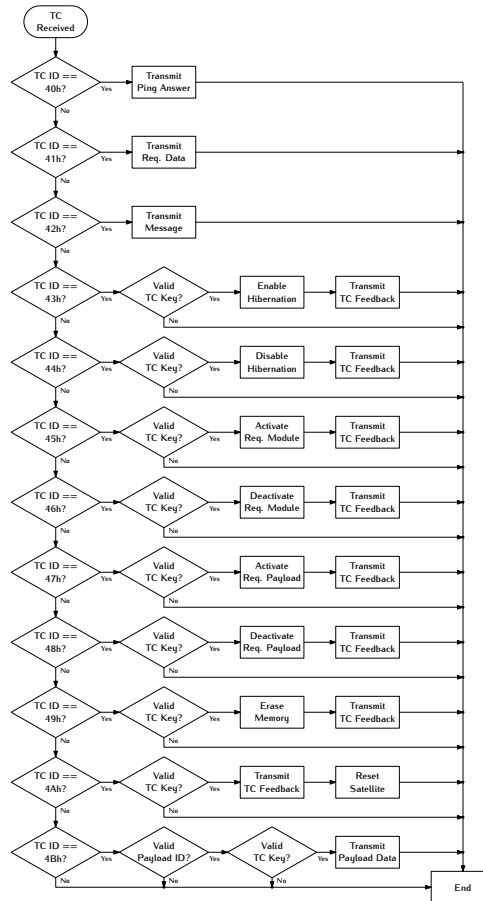 TC
Received
TC ID ==
40h?
Yes
No
Transmit
Ping Answer
TC ID ==
41h?
Yes
No
Transmit
Req. Data
TC ID ==
42h?
Yes
No
Transmit
Message
TC ID ==
43h?
Yes
No
Valid
TC Key?
Yes
No
Enable
Hibernation
Transmit
TC Feedback
TC ID ==
44h?
Yes
No
Valid
TC Key?
Yes
No
Disable
Hibernation
Transmit
TC Feedback
TC ID ==
45h?
Yes
No
Valid
TC Key?
Yes
No
Activate
Req. Module
Transmit
TC Feedback
TC ID ==
46h?
Yes
No
Valid
TC Key?
Yes
No
Deactivate
Req. Module
Transmit
TC Feedback
TC ID ==
47h?
Yes
No
Valid
TC Key?
Yes
No
Activate
Req. Payload
Transmit
TC Feedback
TC ID ==
48h?
Yes
No
Valid
TC Key?
Yes
No
Deactivate
Req. Payload
Transmit
TC Feedback
TC ID ==
49h?
Yes
No
Valid
TC Key?
Yes
No
Erase
Memory
Transmit
TC Feedback
TC ID ==
4Ah?
Yes
No
Valid
TC Key?
Yes
No
Transmit
TC Feedback
Reset
Satellite
TC ID ==
4Bh?
Yes
No
Valid
Payload ID?
Yes
No
Valid
TC Key?
Yes
No
Transmit
Payload Data
End